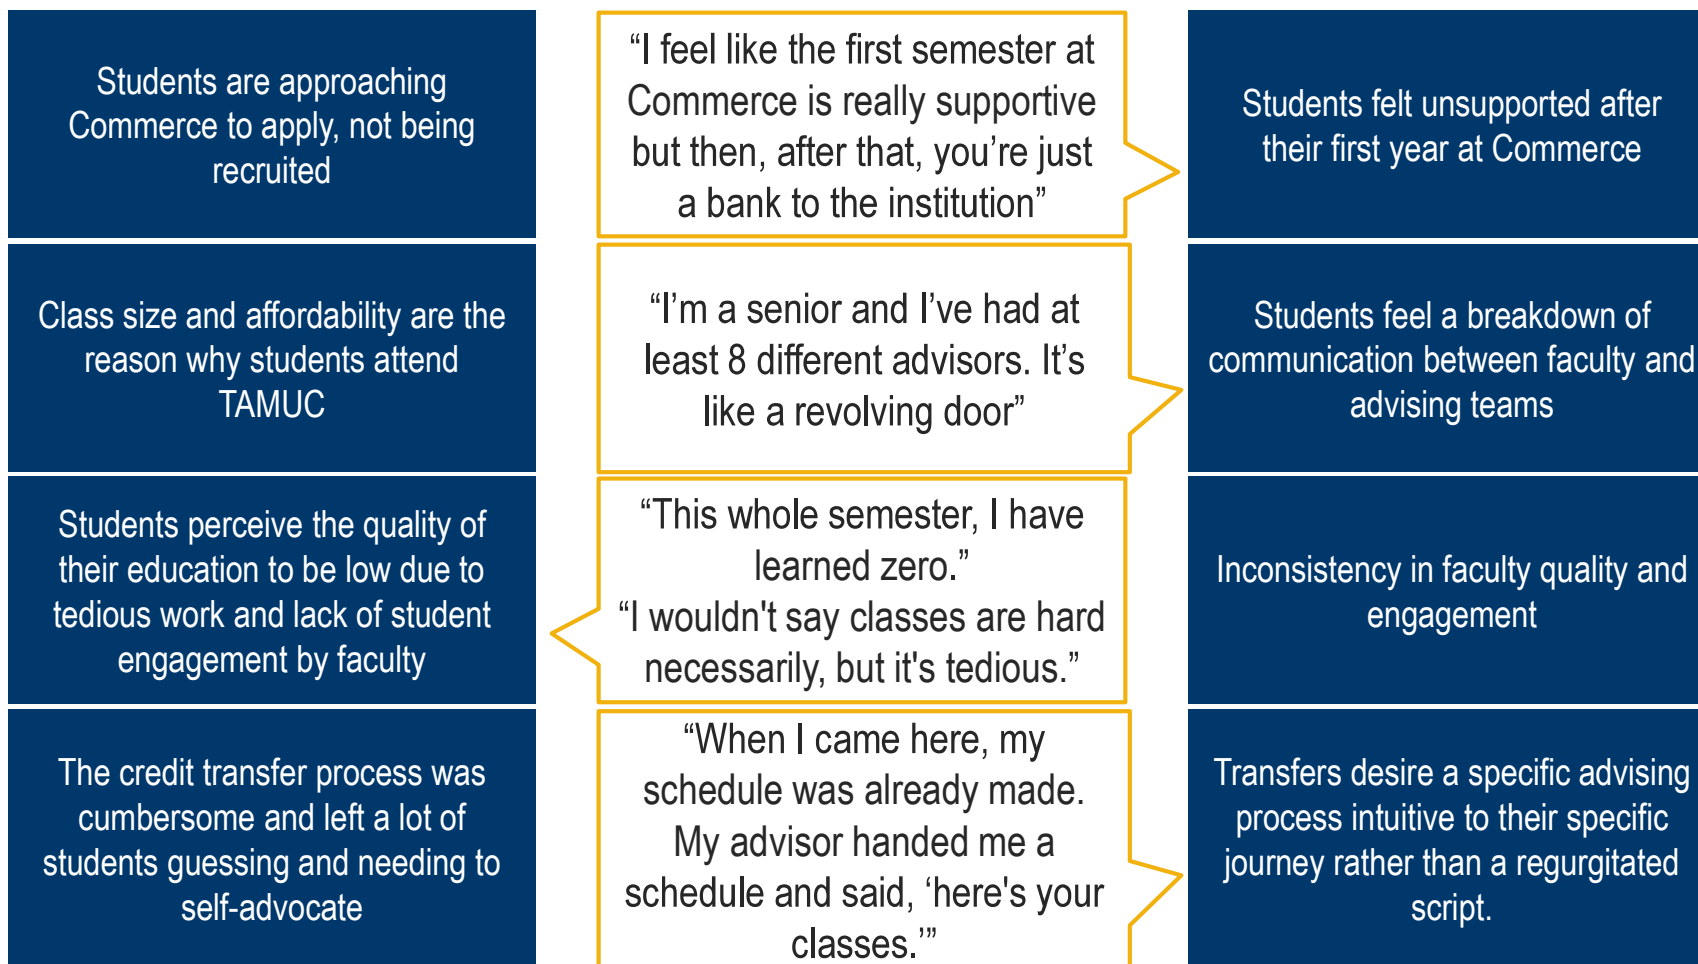 Students are approaching
Commerce to apply, not being
recruited
“I feel like the first semester at
Commerce is really supportive
but then, after that, you’re just
a bank to the institution”
Students felt unsupported after
their first year at Commerce
Class size and affordability are the
reason why students attend
TAMUC
“I’m a senior and I’ve had at
least 8 different advisors. It’s
like a revolving door”
Students feel a breakdown of
communication between faculty and
advising teams
Students perceive the quality of
their education to be low due to
tedious work and lack of student
engagement by faculty
“This whole semester, I have
learned zero.”
“I wouldn't say classes are hard
necessarily, but it's tedious.”
Inconsistency in faculty quality and
engagement
The credit transfer process was
cumbersome and left a lot of
students guessing and needing to
self-advocate
“When I came here, my
schedule was already made.
My advisor handed me a
schedule and said, ‘here's your
classes.’”
Transfers desire a specific advising
process intuitive to their specific
journey rather than a regurgitated
script.